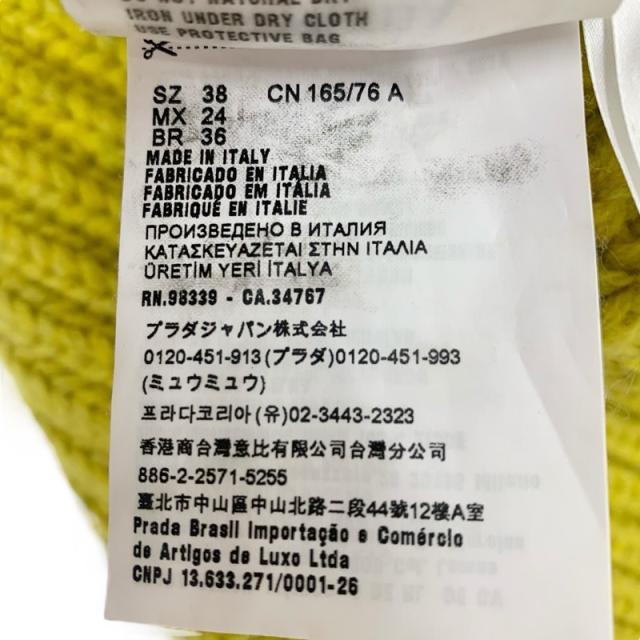 DO NOT NATURAL DRY
IRON UNDER DRY CLOTH
USE PROTECTIVE BAG
SZ 38 CN 165/76 A
MX 24
BR 36
MADE IN ITALY
FABRICADO EN ITALIA
FABRICADO EM ITÁLIA
FABRIQUÉ EN ITALIE
ПРОИЗВЕДЕНО В ИТАЛИЯ
ΚΑΤΑΣΚΕΥΑΖΕΤΑΙ ΣΤΗΝ ΙΤΑΛΙΑ
ÜRETİM YERİ İTALYA
RN.98339 - CA.34767
プラダジャパン株式会社
0120-451-913(プラダ)0120-451-993
(ミュウミュウ)
프라다코리아(유)02-3443-2323
香港商台灣意比有限公司台灣分公司
886-2-2571-5255
臺北市中山區中山北路二段44號12樓A室
Prada Brasil Importação e Comércio
de Artigos de Luxo Ltda
CNPJ 13.633.271/0001-26